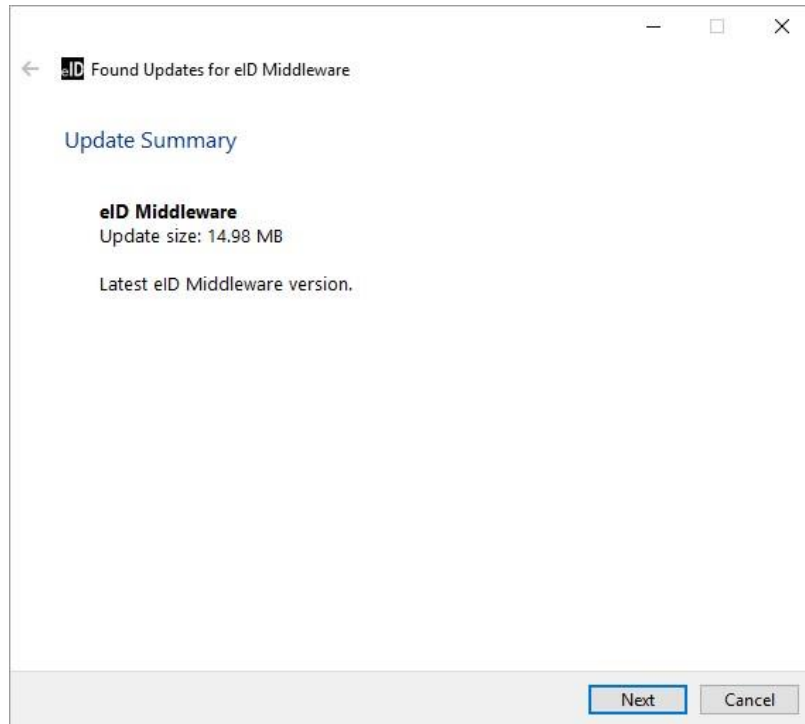 eID Found Updates for eID Middleware
Update Summary
eID Middleware
Update size: 14.98 MB
Latest eID Middleware version.
Next Cancel